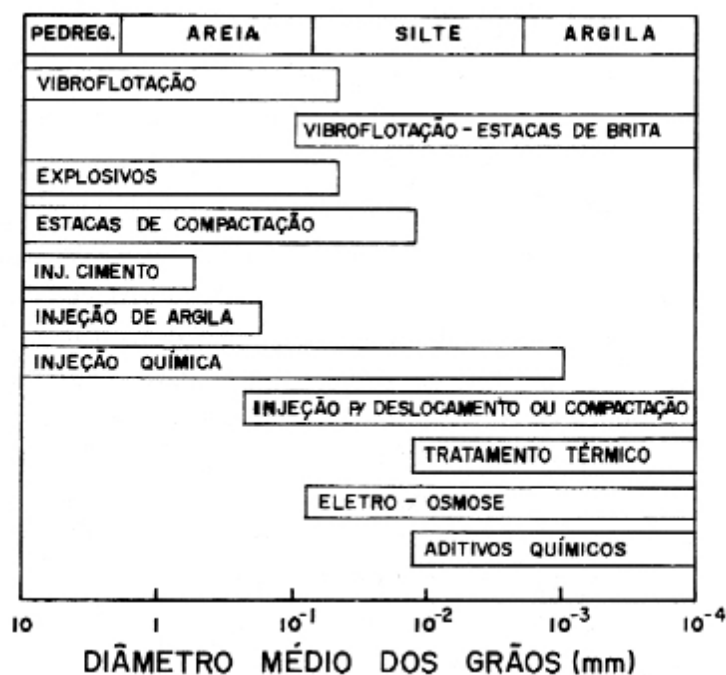 PEDREG. AREIA SILTE ARGILA
VIBROFLOTAÇÃO
VIBROFLOTAÇÃO - ESTACAS DE BRITA
EXPLOSIVOS
ESTACAS DE COMPACTAÇÃO
INJ. CIMENTO
INJEÇÃO DE ARGILA
INJEÇÃO QUÍMICA
INJEÇÃO P/ DESLOCAMENTO OU COMPACTAÇÃO
TRATAMENTO TÉRMICO
ELETRO - OSMOSE
ADITIVOS QUÍMICOS
10 1 10⁻¹ 10⁻² 10⁻³ 10⁻⁴
DIÂMETRO MÉDIO DOS GRÃOS (mm)